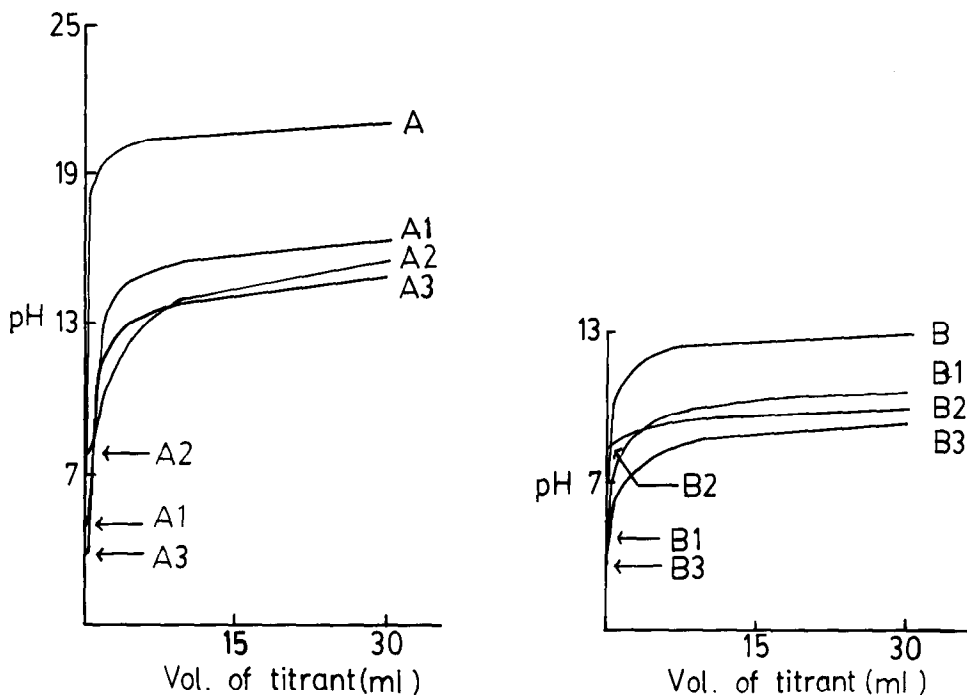 25
19
13
7
pH
A
A1
A2
A3
A2
A1
A3
15
30
Vol. of titrant(ml)
13
7
pH
B
B1
B2
B3
B2
B1
B3
15
30
Vol. of titrant(ml)